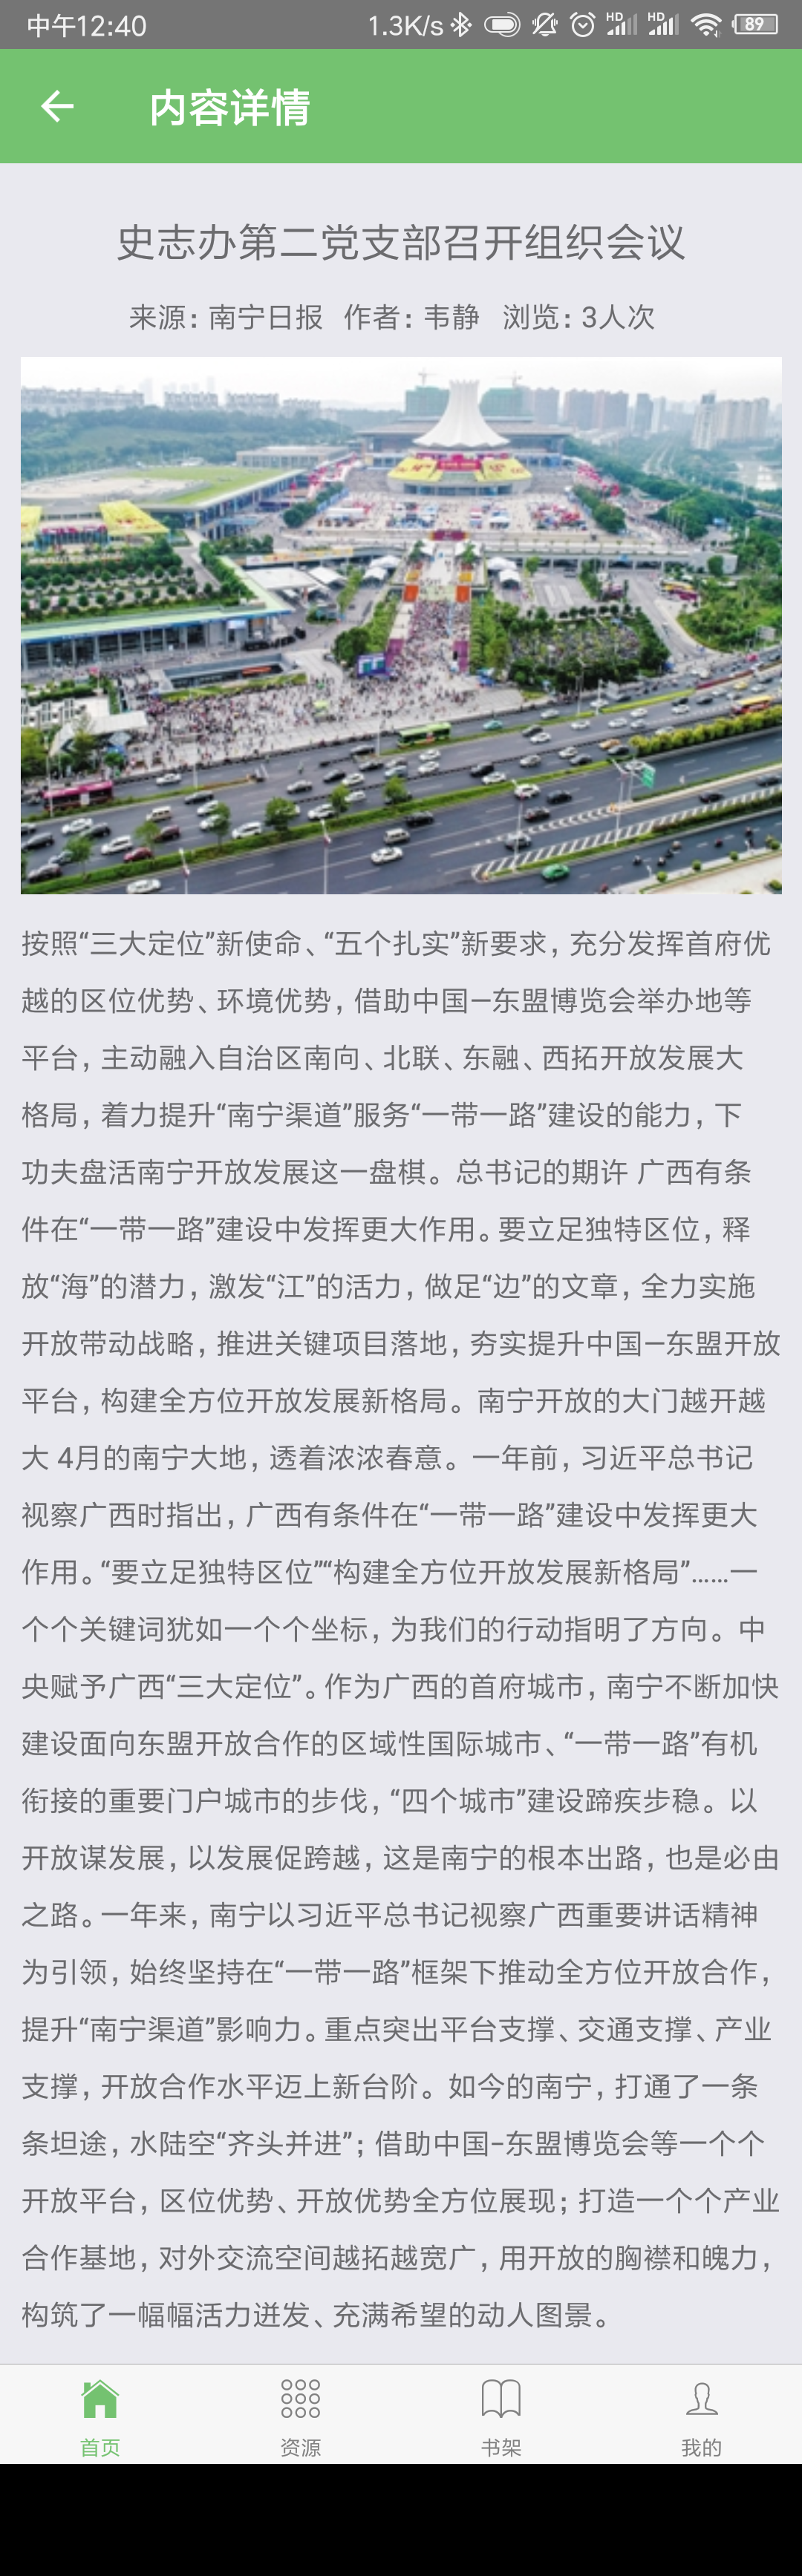 中午12:40
1.3K/s
HD
HD
89
内容详情
史志办第二党支部召开组织会议
来源: 南宁日报 作者: 韦静 浏览: 3人次
按照“三大定位”新使命、“五个扎实”新要求, 充分发挥首府优
越的区位优势、环境优势, 借助中国—东盟博览会举办地等
平台, 主动融入自治区南向、北联、东融、西拓开放发展大
格局, 着力提升“南宁渠道”服务“一带一路”建设的能力, 下
功夫盘活南宁开放发展这一盘棋。总书记的期许 广西有条
件在“一带一路”建设中发挥更大作用。要立足独特区位, 释
放“海”的潜力, 激发“江”的活力, 做足“边”的文章, 全力实施
开放带动战略, 推进关键项目落地, 夯实提升中国—东盟开放
平台, 构建全方位开放发展新格局。南宁开放的大门越开越
大 4月的南宁大地, 透着浓浓春意。一年前, 习近平总书记
视察广西时指出, 广西有条件在“一带一路”建设中发挥更大
作用。“要立足独特区位”“构建全方位开放发展新格局”……一
个个关键词犹如一个个坐标, 为我们的行动指明了方向。中
央赋予广西“三大定位”。作为广西的首府城市, 南宁不断加快
建设面向东盟开放合作的区域性国际城市、“一带一路”有机
衔接的重要门户城市的步伐, “四个城市”建设蹄疾步稳。以
开放谋发展, 以发展促跨越, 这是南宁的根本出路, 也是必由
之路。一年来, 南宁以习近平总书记视察广西重要讲话精神
为引领, 始终坚持在“一带一路”框架下推动全方位开放合作,
提升“南宁渠道”影响力。重点突出平台支撑、交通支撑、产业
支撑, 开放合作水平迈上新台阶。如今的南宁, 打通了一条
条坦途, 水陆空“齐头并进”; 借助中国-东盟博览会等一个个
开放平台, 区位优势、开放优势全方位展现; 打造一个个产业
合作基地, 对外交流空间越拓越宽广, 用开放的胸襟和魄力,
构筑了一幅幅活力迸发、充满希望的动人图景。
首页
资源
书架
我的